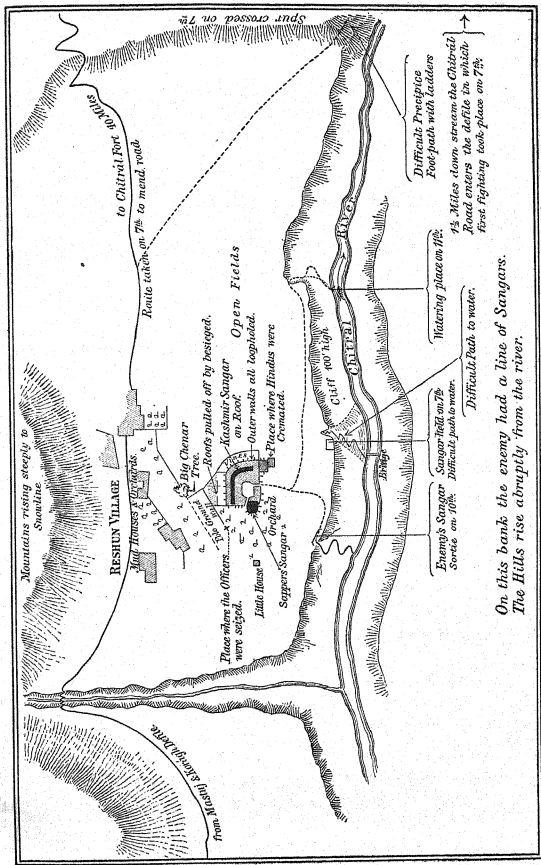 Mountains rising steeply to
Snowline
from Mastuj & Konigh Defile
RESHUN VILLAGE
Mud Houses & Orchards.
to Chitrál Fort 40 Miles
Route taken on 7th to mend road
Spur crossed on 7th
Big Chenar
Tree.
Roofs pulled off by besieged.
Kashmir Sangar
on Roof.
Open Fields
Outer walls all loopholed.
Place where Hindus were
Cremated.
Place where the Officers
were seized.
Little House
Sappers Sangar
Orchard
Cliff 100' high
Chitral River
Bridge
Enemys Sangar
Sortie on 10th.
Sangar held on 7th
Difficult path to water.
Difficult Path to water.
Watering place on 11th.
Difficult Precipice
Foot-path with ladders
1½ Miles down stream the Chitrál
Road enters the defile in which
first fighting took place on 7th.
On this bank the enemy had a line of Sangars.
The Hills rise abruptly from the river.